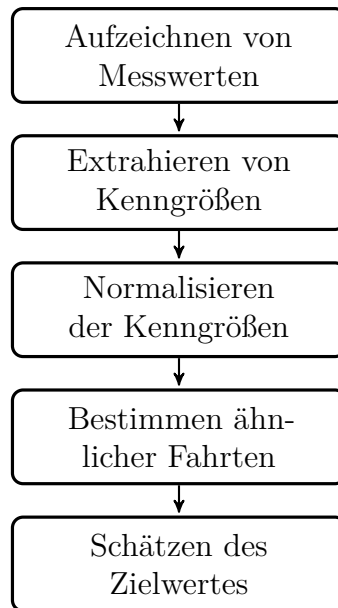 Aufzeichnen von
Messwerten
Extrahieren von
Kenngrößen
Normalisieren
der Kenngrößen
Bestimmen ähn-
licher Fahrten
Schätzen des
Zielwertes